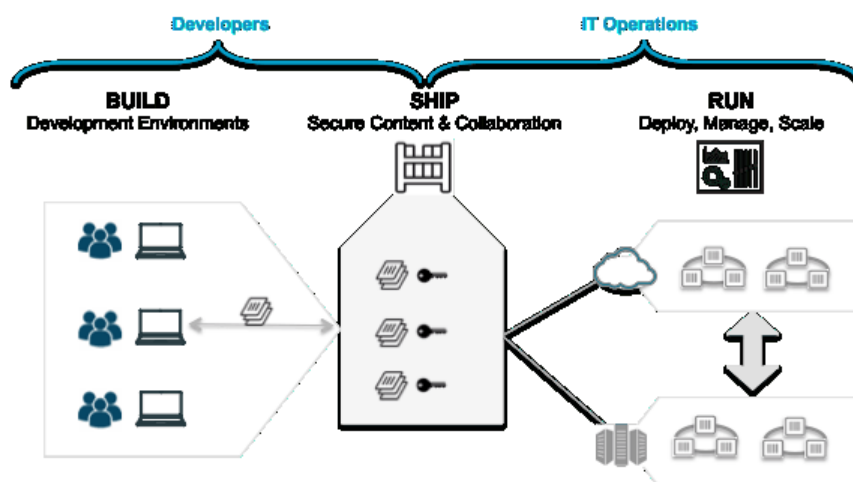 Developers
IT Operations
BUILD
Development Environments
SHIP
Secure Content & Collaboration
RUN
Deploy, Manage, Scale